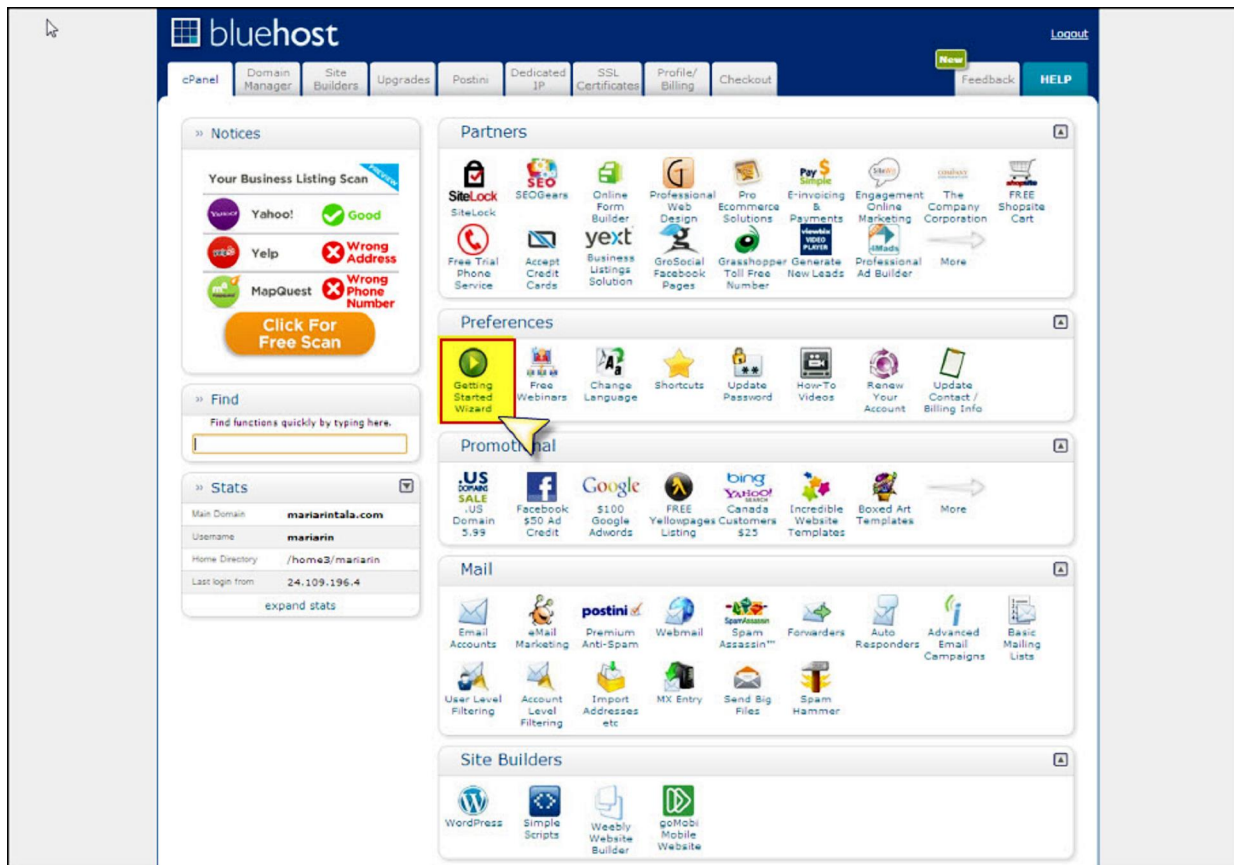 bluehost
Logout
cPanel
Domain
Manager
Site
Builders
Upgrades
Postini
Dedicated
IP
SSL
Certificates
Profile/
Billing
Checkout
New
Feedback
HELP
» Notices
Your Business Listing Scan
PREVIEW
Yahoo!
Good
Yelp
Wrong
Address
MapQuest
Wrong
Phone
Number
Click For
Free Scan
» Find
Find functions quickly by typing here.
» Stats
Main Domain mariarintala.com
Username mariarin
Home Directory /home3/mariarin
Last login from 24.109.196.4
expand stats
Partners
SiteLock
SiteLock
SEO
SEOGears
Online
Form
Builder
Professional
Web
Design
Pro
Ecommerce
Solutions
Pay $
Simple
E-invoicing
&
Payments
Engagement
Online
Marketing
The
Company
Corporation
shopsite
FREE
Shopsite
Cart
Free Trial
Phone
Service
Accept
Credit
Cards
yext
Business
Listings
Solution
GroSocial
Facebook
Pages
Grasshopper
Toll Free
Number
viewbix
VIDEO
PLAYER
Generate
New Leads
iMads
Professional
Ad Builder
More
Preferences
Getting
Started
Wizard
Free
Webinars
Change
Language
Shortcuts
Update
Password
How-To
Videos
Renew
Your
Account
Update
Contact /
Billing Info
Promotional
.US
DOMAINS
SALE
.US
Domain
5.99
Facebook
$50 Ad
Credit
Google
$100
Google
Adwords
FREE
Yellowpages
Listing
bing
YAHOO!
SEARCH
Canada
Customers
$25
Incredible
Website
Templates
Boxed Art
Templates
More
Mail
Email
Accounts
eMail
Marketing
postini
Premium
Anti-Spam
Webmail
SpamAssassin
Spam
Assassin™
Forwarders
Auto
Responders
Advanced
Email
Campaigns
Basic
Mailing
Lists
User Level
Filtering
Account
Level
Filtering
Import
Addresses
etc
MX Entry
Send Big
Files
Spam
Hammer
Site Builders
WordPress
Simple
Scripts
Weebly
Website
Builder
goMobi
Mobile
Website